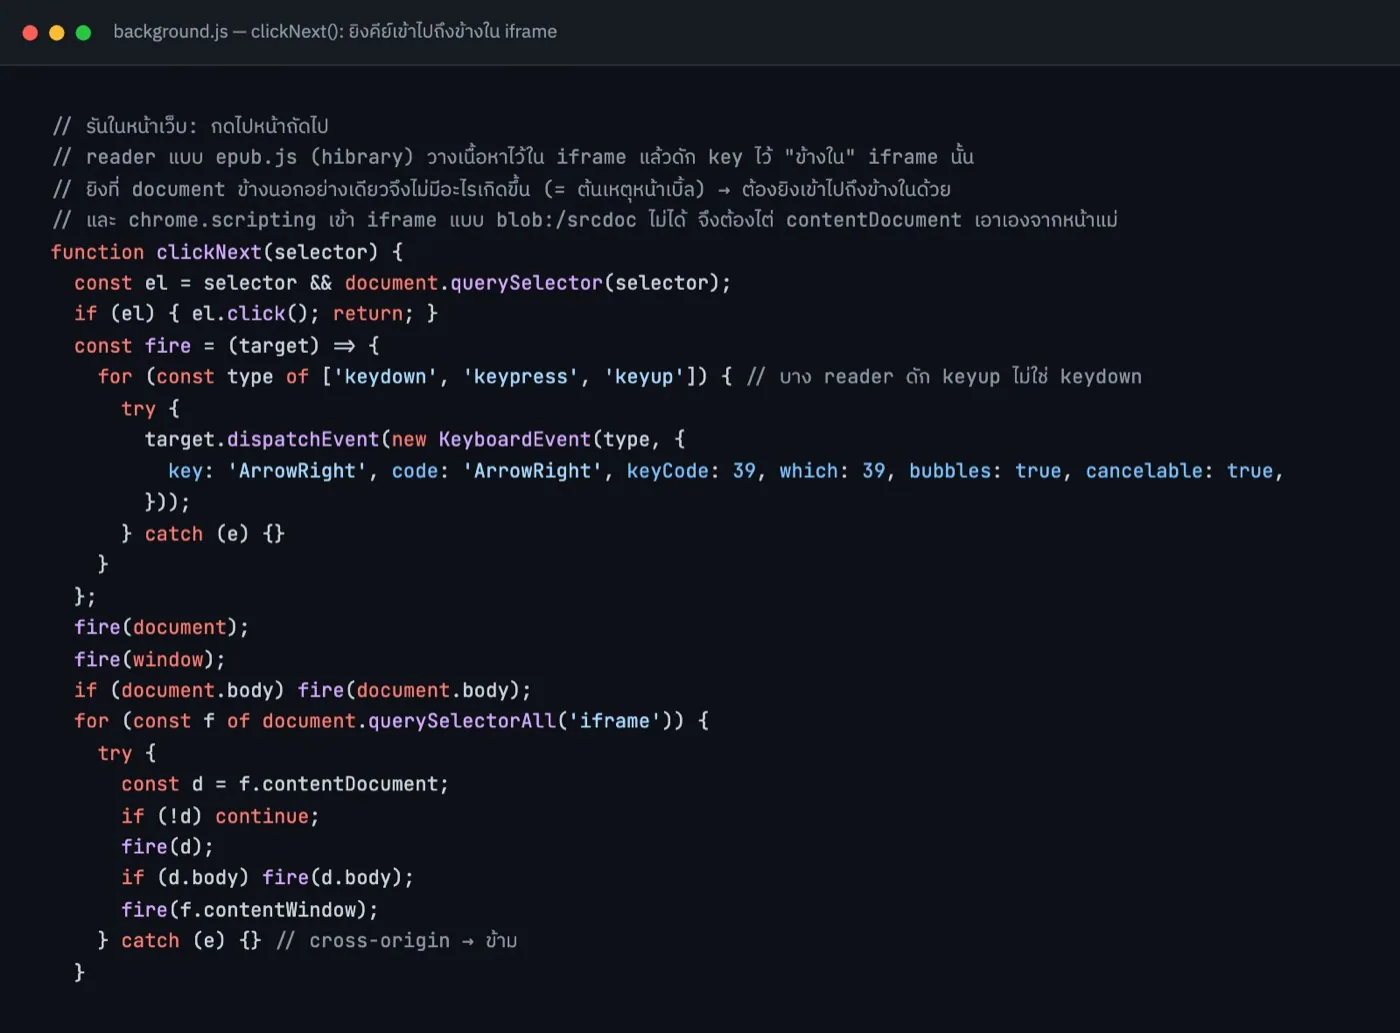 background.js — clickNext(): ยิงคีย์เข้าไปถึงข้างใน iframe
// รันในหน้าเว็บ: กดไปหน้าถัดไป
// reader แบบ epub.js (hibrary) วางเนื้อหาไว้ใน iframe แล้วดัก key ไว้ "ข้างใน" iframe นั้น
// ยิงที่ document ข้างนอกอย่างเดียวจึงไม่มีอะไรเกิดขึ้น (= ต้นเหตุหน้าเบิ้ล) → ต้องยิงเข้าไปถึงข้างในด้วย
// และ chrome.scripting เข้า iframe แบบ blob:/srcdoc ไม่ได้ จึงต้องไต่ contentDocument เอาเองจากหน้าแม่
function clickNext(selector) {
  const el = selector && document.querySelector(selector);
  if (el) { el.click(); return; }
  const fire = (target) => {
    for (const type of ['keydown', 'keypress', 'keyup']) { // บาง reader ดัก keyup ไม่ใช่ keydown
      try {
        target.dispatchEvent(new KeyboardEvent(type, {
          key: 'ArrowRight', code: 'ArrowRight', keyCode: 39, which: 39, bubbles: true, cancelable: true,
        }));
      } catch (e) {}
    }
  };
  fire(document);
  fire(window);
  if (document.body) fire(document.body);
  for (const f of document.querySelectorAll('iframe')) {
    try {
      const d = f.contentDocument;
      if (!d) continue;
      fire(d);
      if (d.body) fire(d.body);
      fire(f.contentWindow);
    } catch (e) {} // cross-origin → ข้าม
  }